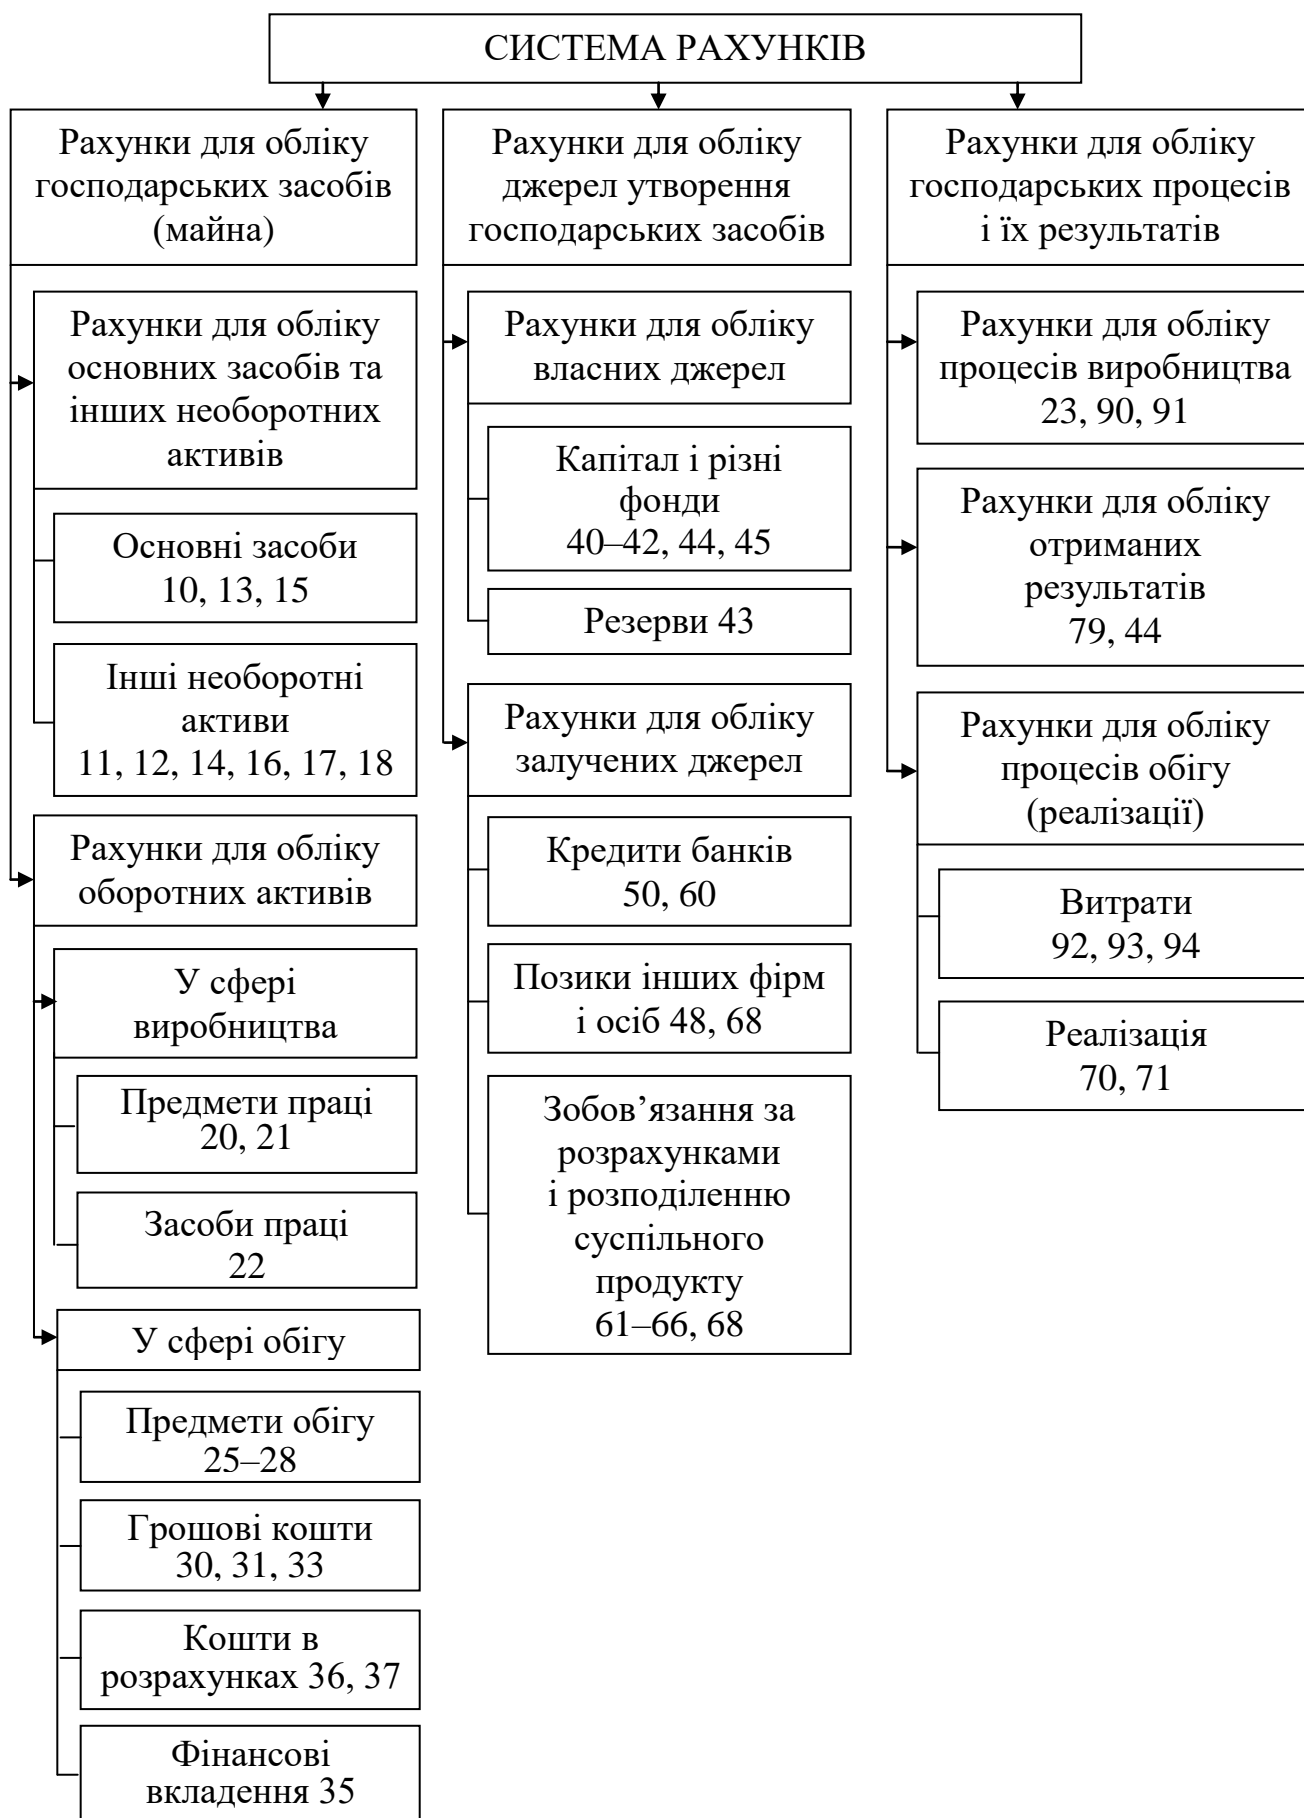 СИСТЕМА РАХУНКІВ
Рахунки для обліку
господарських засобів
(майна)
Рахунки для обліку
основних засобів та
інших необоротних
активів
Основні засоби
10, 13, 15
Інші необоротні
активи
11, 12, 14, 16, 17, 18
Рахунки для обліку
оборотних активів
У сфері
виробництва
Предмети праці
20, 21
Засоби праці
22
У сфері обігу
Предмети обігу
25–28
Грошові кошти
30, 31, 33
Кошти в
розрахунках 36, 37
Фінансові
вкладення 35
Рахунки для обліку
джерел утворення
господарських засобів
Рахунки для обліку
власних джерел
Капітал і різні
фонди
40–42, 44, 45
Резерви 43
Рахунки для обліку
залучених джерел
Кредити банків
50, 60
Позики інших фірм
і осіб 48, 68
Зобов’язання за
розрахунками
і розподіленню
суспільного
продукту
61–66, 68
Рахунки для обліку
господарських процесів
і їх результатів
Рахунки для обліку
процесів виробництва
23, 90, 91
Рахунки для обліку
отриманих
результатів
79, 44
Рахунки для обліку
процесів обігу
(реалізації)
Витрати
92, 93, 94
Реалізація
70, 71